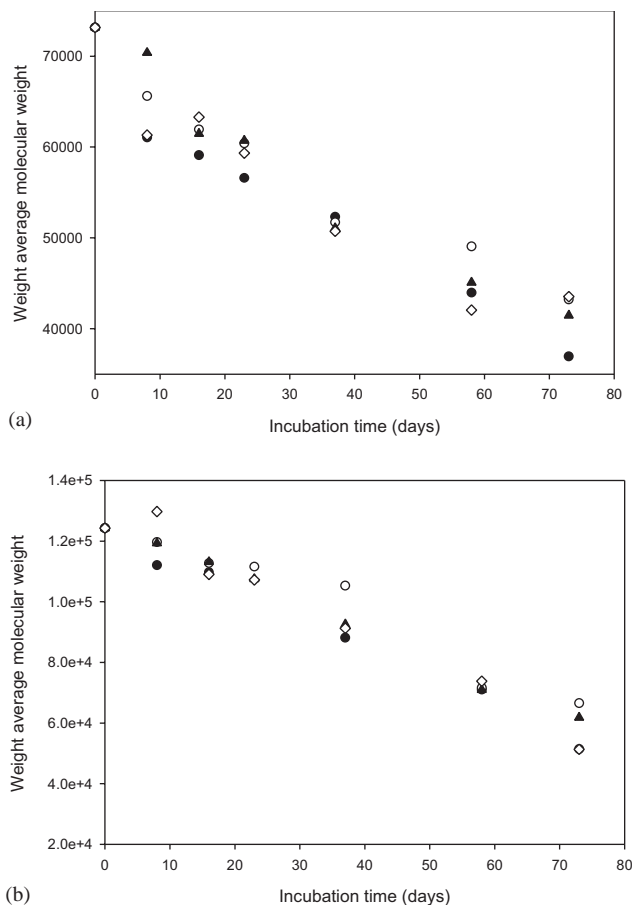 Weight average molecular weight
70000
60000
50000
40000
0 10 20 30 40 50 60 70 80
Incubation time (days)
(a)
Weight average molecular weight
1.4e+5
1.2e+5
1.0e+5
8.0e+4
6.0e+4
4.0e+4
2.0e+4
0 10 20 30 40 50 60 70 80
Incubation time (days)
(b)